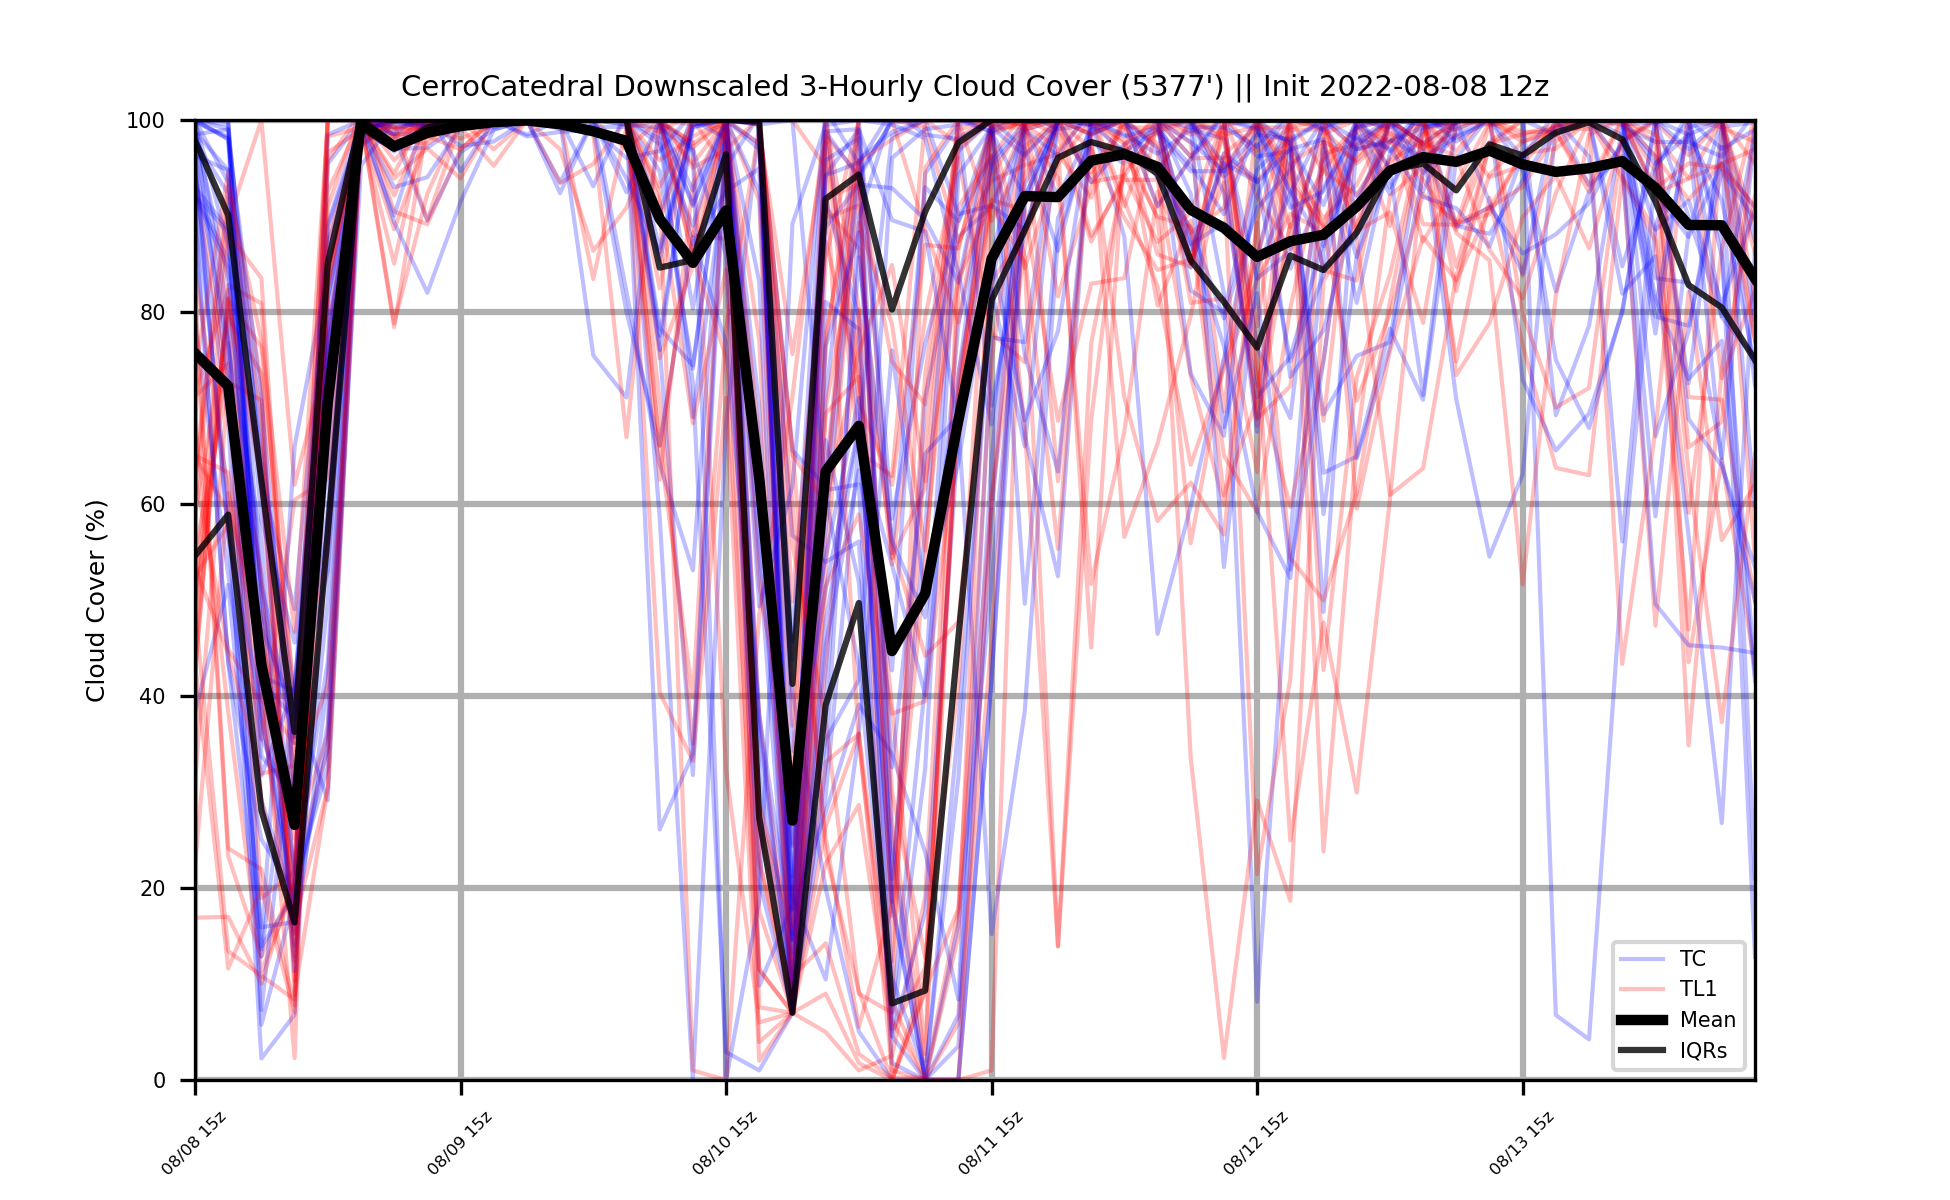 CerroCatedral Downscaled 3-Hourly Cloud Cover (5377') || Init 2022-08-08 12z
Cloud Cover (%)
100
80
60
40
20
0
TC
TL1
Mean
IQRs
08/08 15z
08/09 15z
08/10 15z
08/11 15z
08/12 15z
08/13 15z